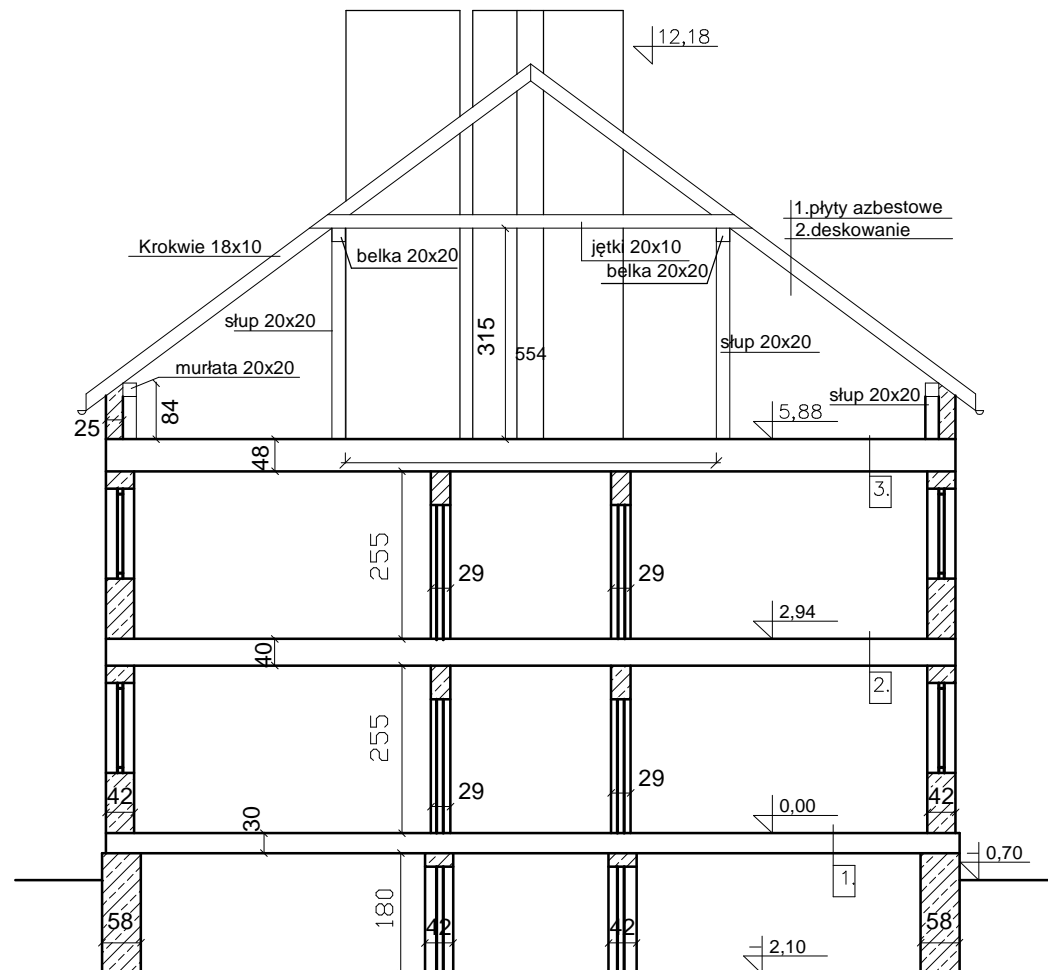 12,18
1.płyty azbestowe
2.deskowanie
Krokwie 18x10
belka 20x20
jętki 20x10
belka 20x20
słup 20x20
315
554
słup 20x20
murłata 20x20
słup 20x20
84
5,88
25
48
3.
255
29
29
2,94
40
2.
255
29
29
42
42
0,00
30
- 0,70
1.
180
58
42
42
58
- 2,10